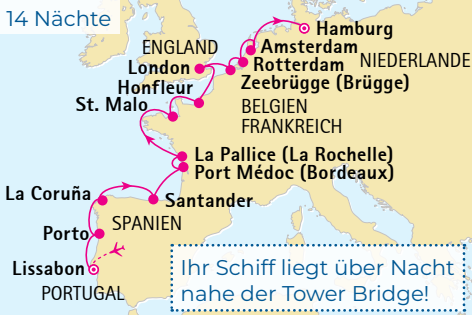 14 Nächte
Hamburg
Amsterdam
ENGLAND
NIEDERLANDE
Rotterdam
London
Zeebrügge (Brügge)
Honfleur
St. Malo
BELGIEN
FRANKREICH
La Pallice (La Rochelle)
Port Médoc (Bordeaux)
La Coruña
Santander
SPANIEN
Porto
Lissabon
PORTUGAL
Ihr Schiff liegt über Nacht
nahe der Tower Bridge!